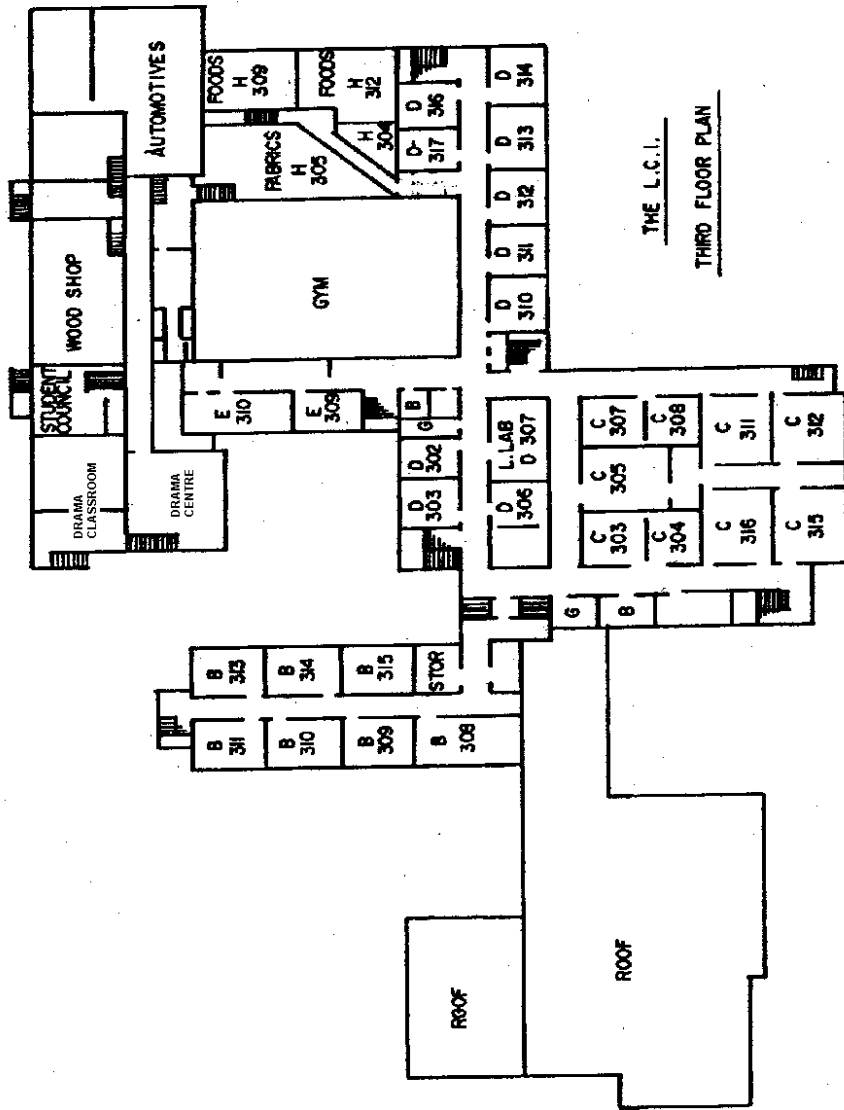 AUTOMOTIVES
WOOD SHOP
STUDENT
COUNCIL
DRAMA
CLASSROOM
DRAMA
CENTRE
FOODS
H
309
FOODS
H
312
H
304
FABRICS
H
305
GYM
E
310
E
309
B
G
D
316
D-
317
D
314
D
313
D
312
D
311
D
310
D
302
D
303
L.LAB
D 307
D
306
C
307
C
308
C
305
C
303
C
304
C
311
C
312
C
316
C
315
G
B
B
313
B
314
B
315
STOR
B
311
B
310
B
309
B
308
ROOF
ROOF
THE L.C.I.
THIRD FLOOR PLAN